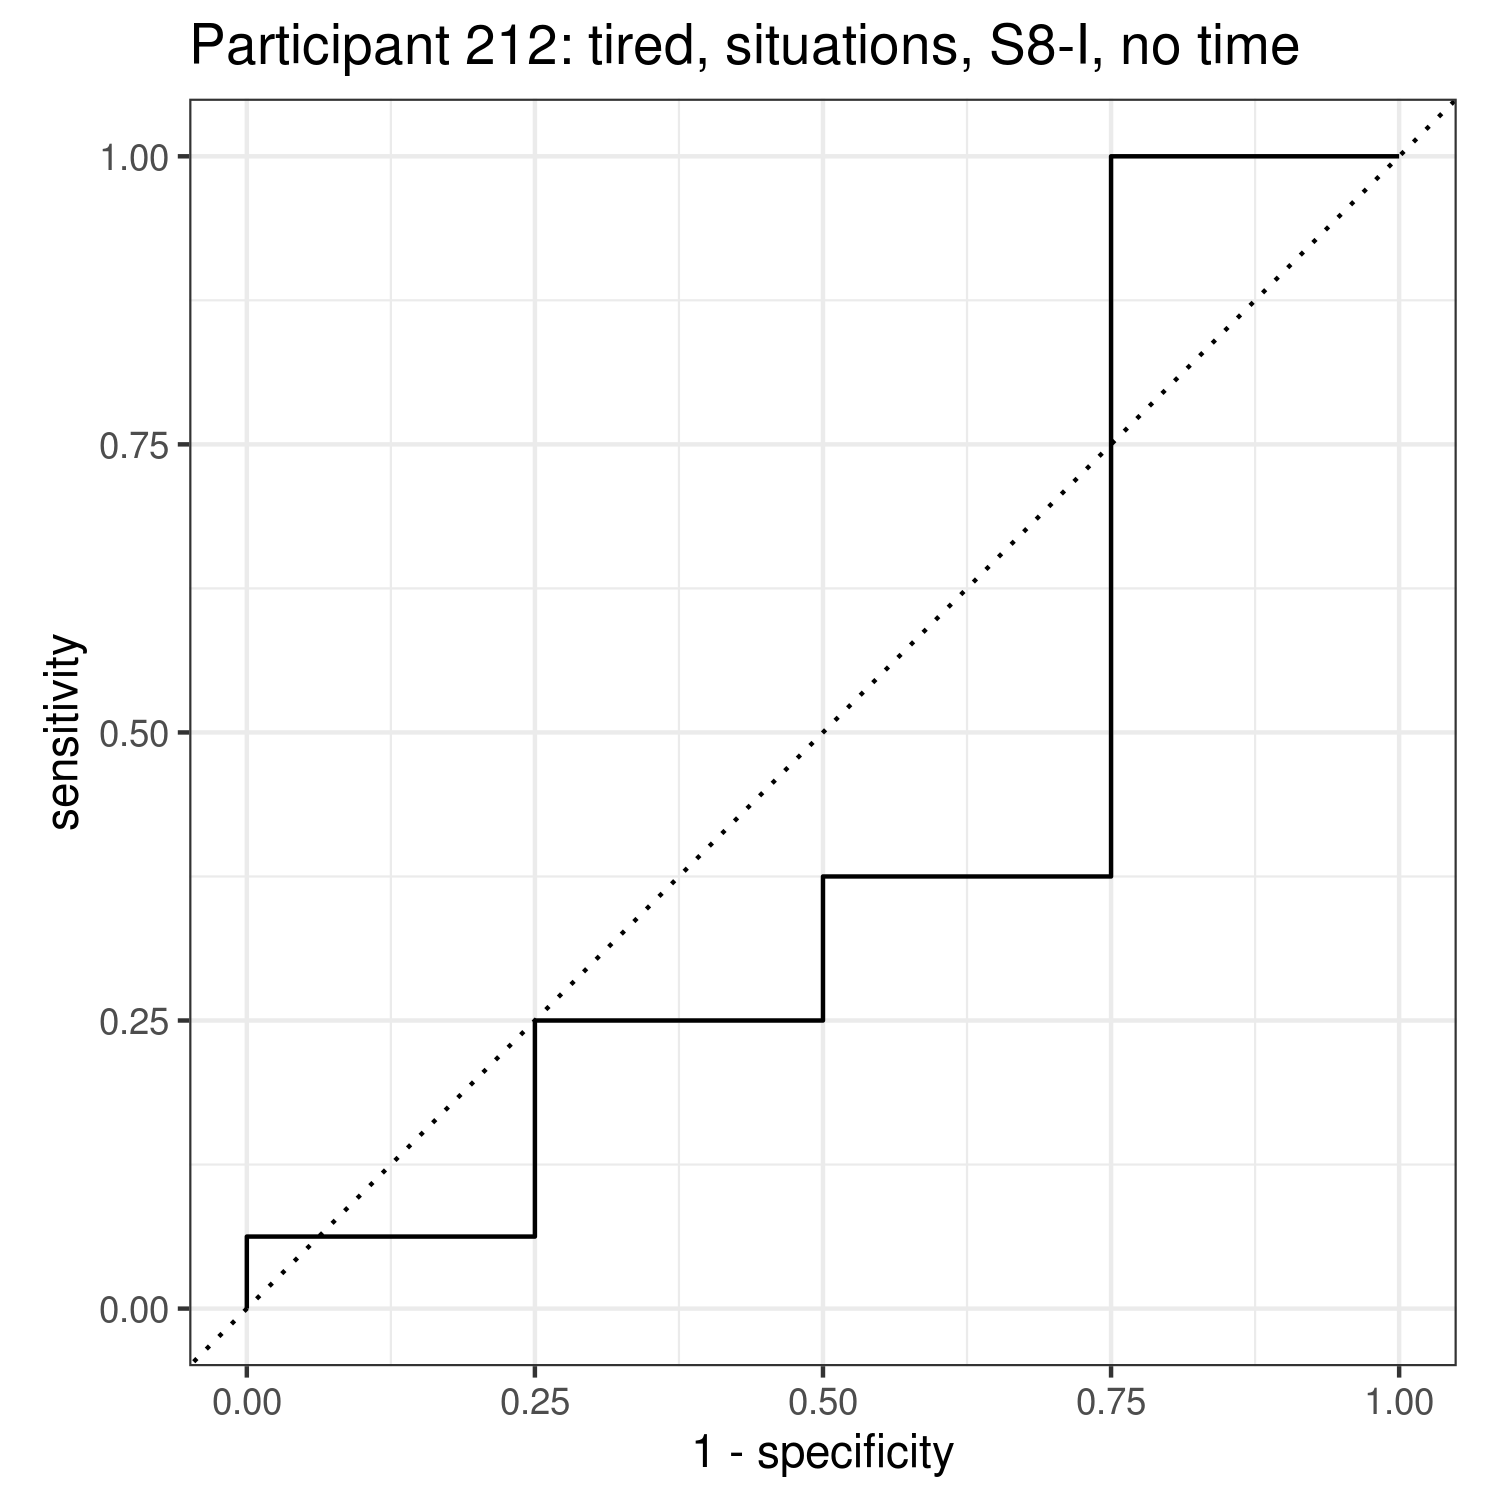 Participant 212: tired, situations, S8-I, no time
1.00
0.75
0.50
0.25
0.00
sensitivity
0.00 0.25 0.50 0.75 1.00
1 - specificity